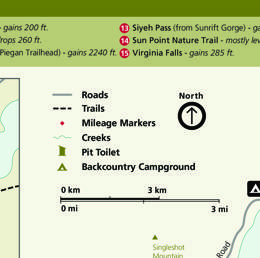 - gains 200 ft.
drops 260 ft.
Piegan Trailhead) - gains 2240 ft.
13 Siyeh Pass (from Sunrift Gorge) - ga
14 Sun Point Nature Trail - mostly lev
15 Virginia Falls - gains 285 ft.
Roads
Trails
Mileage Markers
Creeks
Pit Toilet
Backcountry Campground
North
0 km 3 km
0 mi 3 mi
Singleshot
Mountain
Road